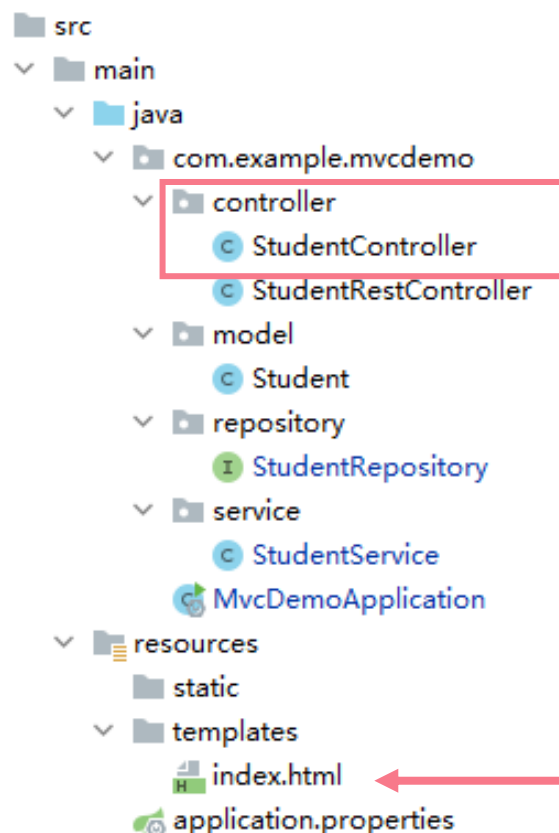 src
main
java
com.example.mvcdemo
controller
C StudentController
C StudentRestController
model
C Student
repository
I StudentRepository
service
C StudentService
MvcDemoApplication
resources
static
templates
H index.html
application.properties